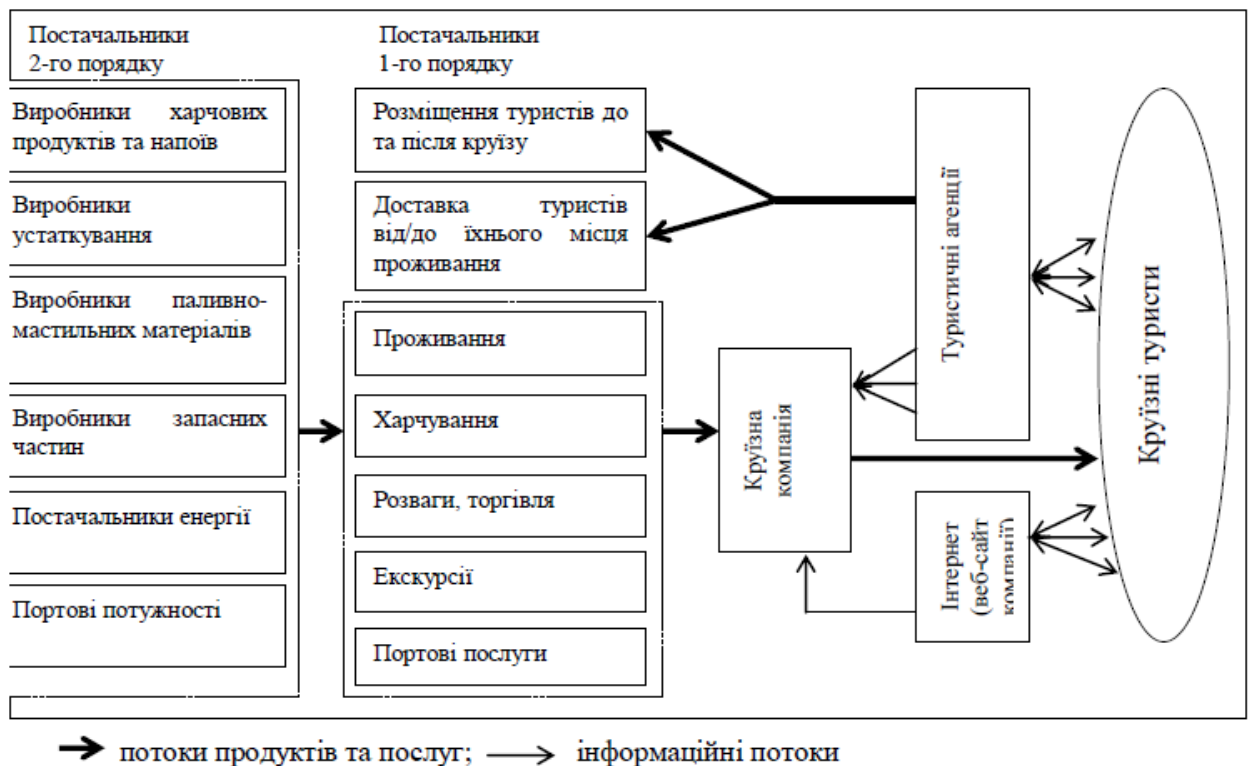 Постачальники
2-го порядку
Виробники харчових
продуктів та напоїв
Виробники
устаткування
Виробники паливно-
мастильних матеріалів
Виробники запасних
частин
Постачальники енергії
Портові потужності
Постачальники
1-го порядку
Розміщення туристів до
та після круїзу
Доставка туристів
від/до їхнього місця
проживання
Проживання
Харчування
Розваги, торгівля
Екскурсії
Портові послуги
Круїзна
компанія
Туристичні агенції
Інтернет
(веб-сайт
компанії)
Круїзні туристи
потоки продуктів та послуг; інформаційні потоки